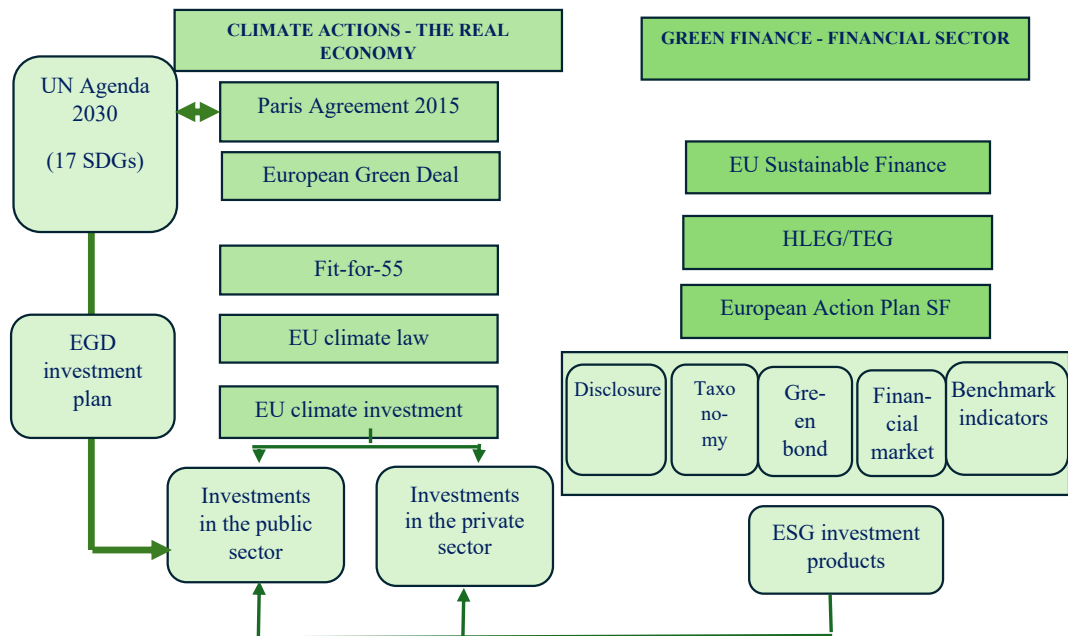 CLIMATE ACTIONS - THE REAL
ECONOMY
GREEN FINANCE - FINANCIAL SECTOR
UN Agenda
2030
(17 SDGs)
Paris Agreement 2015
European Green Deal
EU Sustainable Finance
HLEG/TEG
Fit-for-55
European Action Plan SF
EGD
investment
plan
EU climate law
EU climate investment
Disclosure
Taxo
no-
my
Gre-
en
bond
Finan-
cial
market
Benchmark
indicators
Investments
in the public
sector
Investments
in the private
sector
ESG investment
products